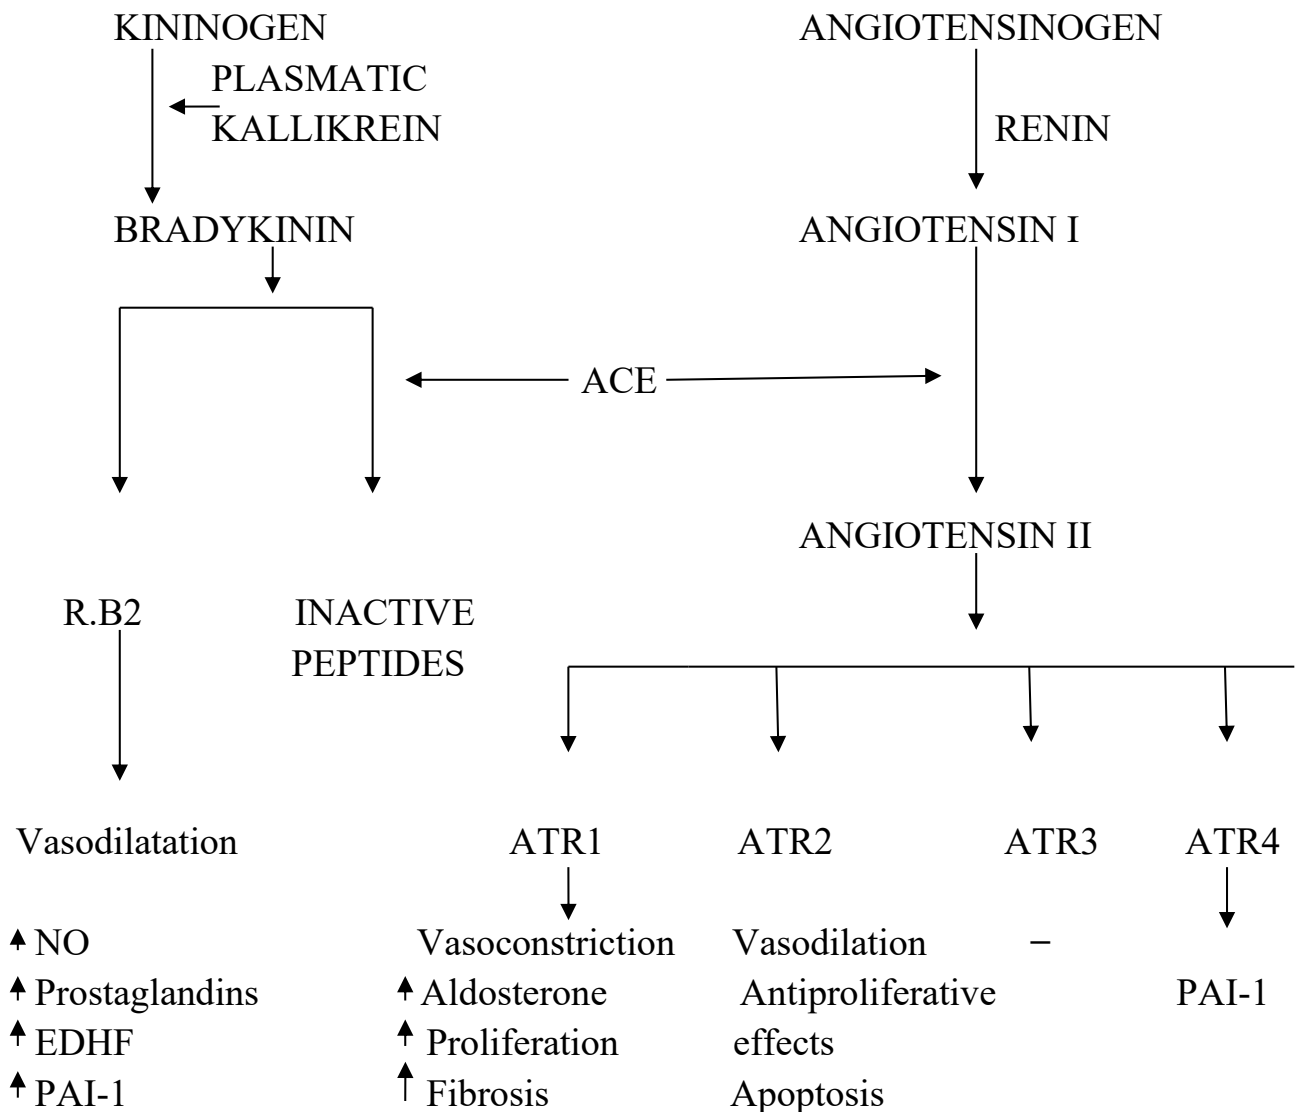 KININOGEN ANGIOTENSINOGEN
PLASMATIC
KALLIKREIN RENIN
BRADYKININ ANGIOTENSIN I
ACE
ANGIOTENSIN II
R.B2 INACTIVE
PEPTIDES
Vasodilatation ATR1 ATR2 ATR3 ATR4
NO Vasoconstriction Vasodilation –
Prostaglandins Aldosterone Antiproliferative PAI-1
EDHF Proliferation effects
PAI-1 Fibrosis Apoptosis